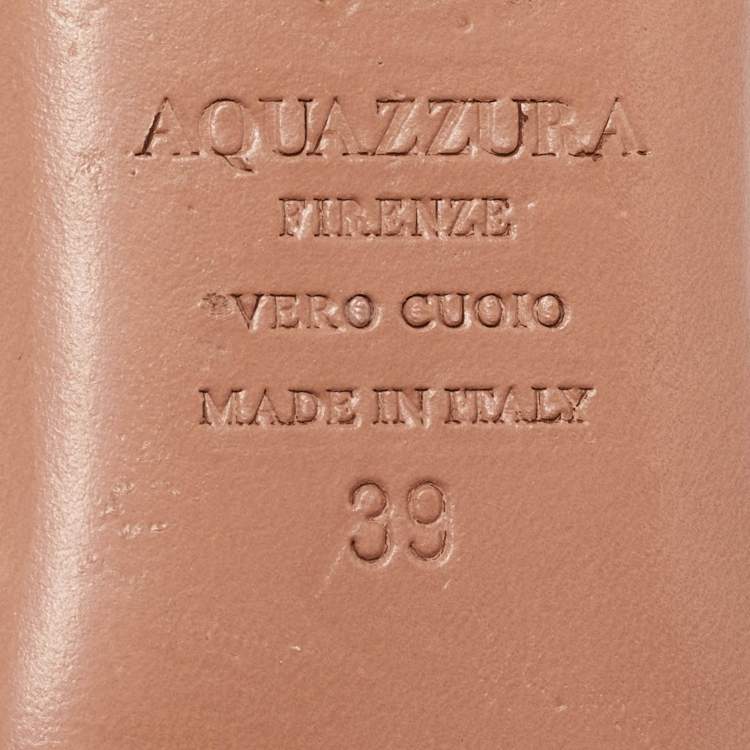 AQUAZZURA
FIRENZE
VERO CUOIO
MADE IN ITALY
39